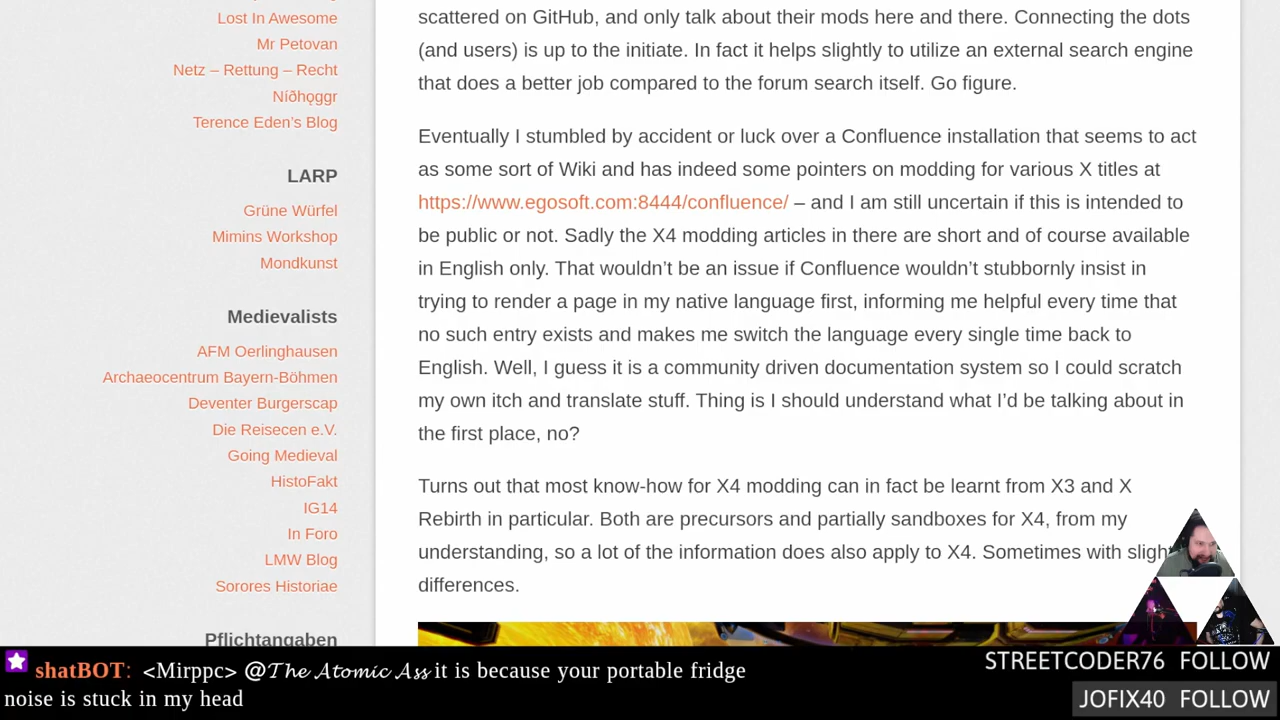 Lost In Awesome
Mr Petovan
Netz – Rettung – Recht
Níðhǫggr
Terence Eden's Blog
LARP
Grüne Würfel
Mimins Workshop
Mondkunst
Medievalists
AFM Oerlinghausen
Archaeocentrum Bayern-Böhmen
Deventer Burgerscap
Die Reisecen e.V.
Going Medieval
HistoFakt
IG14
In Foro
LMW Blog
Sorores Historiae
Pflichtangaben
scattered on GitHub, and only talk about their mods here and there. Connecting the dots
(and users) is up to the initiate. In fact it helps slightly to utilize an external search engine
that does a better job compared to the forum search itself. Go figure.
Eventually I stumbled by accident or luck over a Confluence installation that seems to act
as some sort of Wiki and has indeed some pointers on modding for various X titles at
https://www.egosoft.com:8444/confluence/ – and I am still uncertain if this is intended to
be public or not. Sadly the X4 modding articles in there are short and of course available
in English only. That wouldn't be an issue if Confluence wouldn't stubbornly insist in
trying to render a page in my native language first, informing me helpful every time that
no such entry exists and makes me switch the language every single time back to
English. Well, I guess it is a community driven documentation system so I could scratch
my own itch and translate stuff. Thing is I should understand what I'd be talking about in
the first place, no?
Turns out that most know-how for X4 modding can in fact be learnt from X3 and X
Rebirth in particular. Both are precursors and partially sandboxes for X4, from my
understanding, so a lot of the information does also apply to X4. Sometimes with
differences.
shatBOT: <Mirppc> @𝓣𝓱𝓮 𝓐𝓽𝓸𝓶𝓲𝓬 𝓐𝓼𝓼 it is because your portable fridge
noise is stuck in my head
STREETCODER76 FOLLOW
JOFIX40 FOLLOW